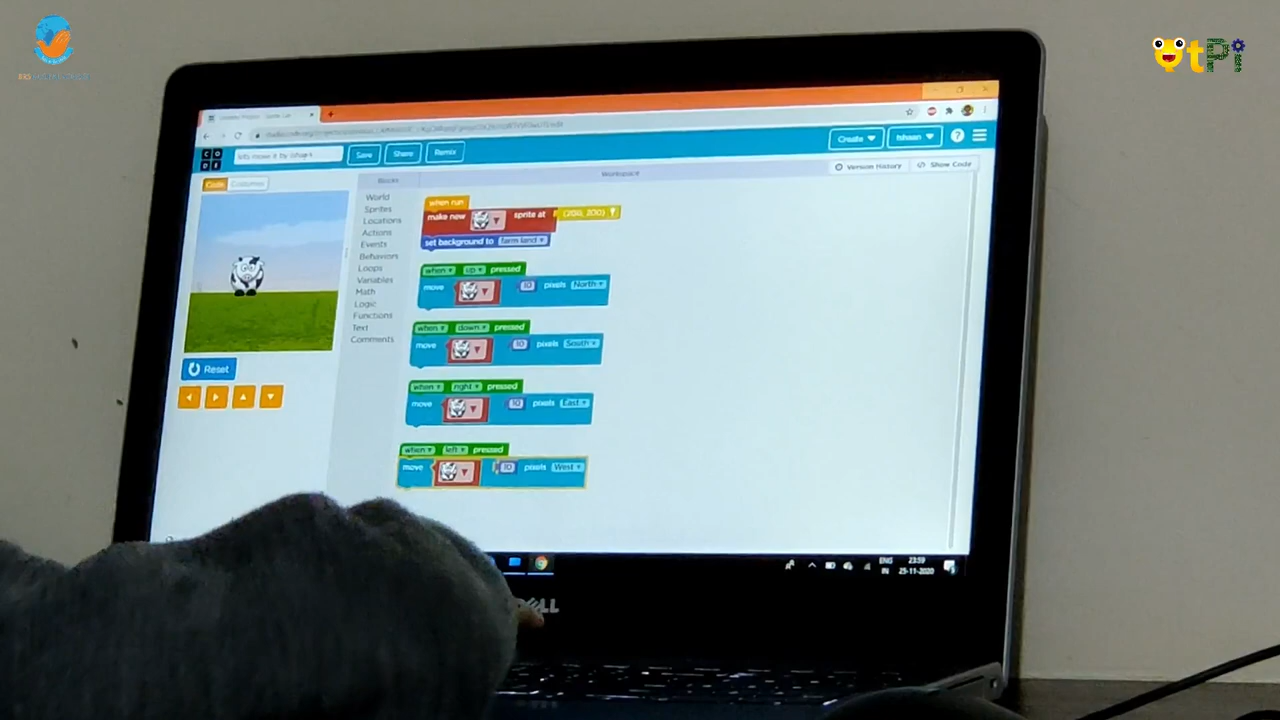 QtPi
Create
Ishaan
?
Save
Share
Remix
CODE
Version History
Show Code
Code
Costumes
Blocks
Workspace
World
Sprites
Locations
Actions
Events
Behaviors
Loops
Variables
Math
Logic
Functions
Text
Comments
when run
make new sprite at (200, 200)
set background to farm land
when up pressed
move 10 pixels North
when down pressed
move 10 pixels South
when right pressed
move 10 pixels East
when left pressed
move 10 pixels West
Reset
ENG 23:59
IN 25-11-2020
DELL